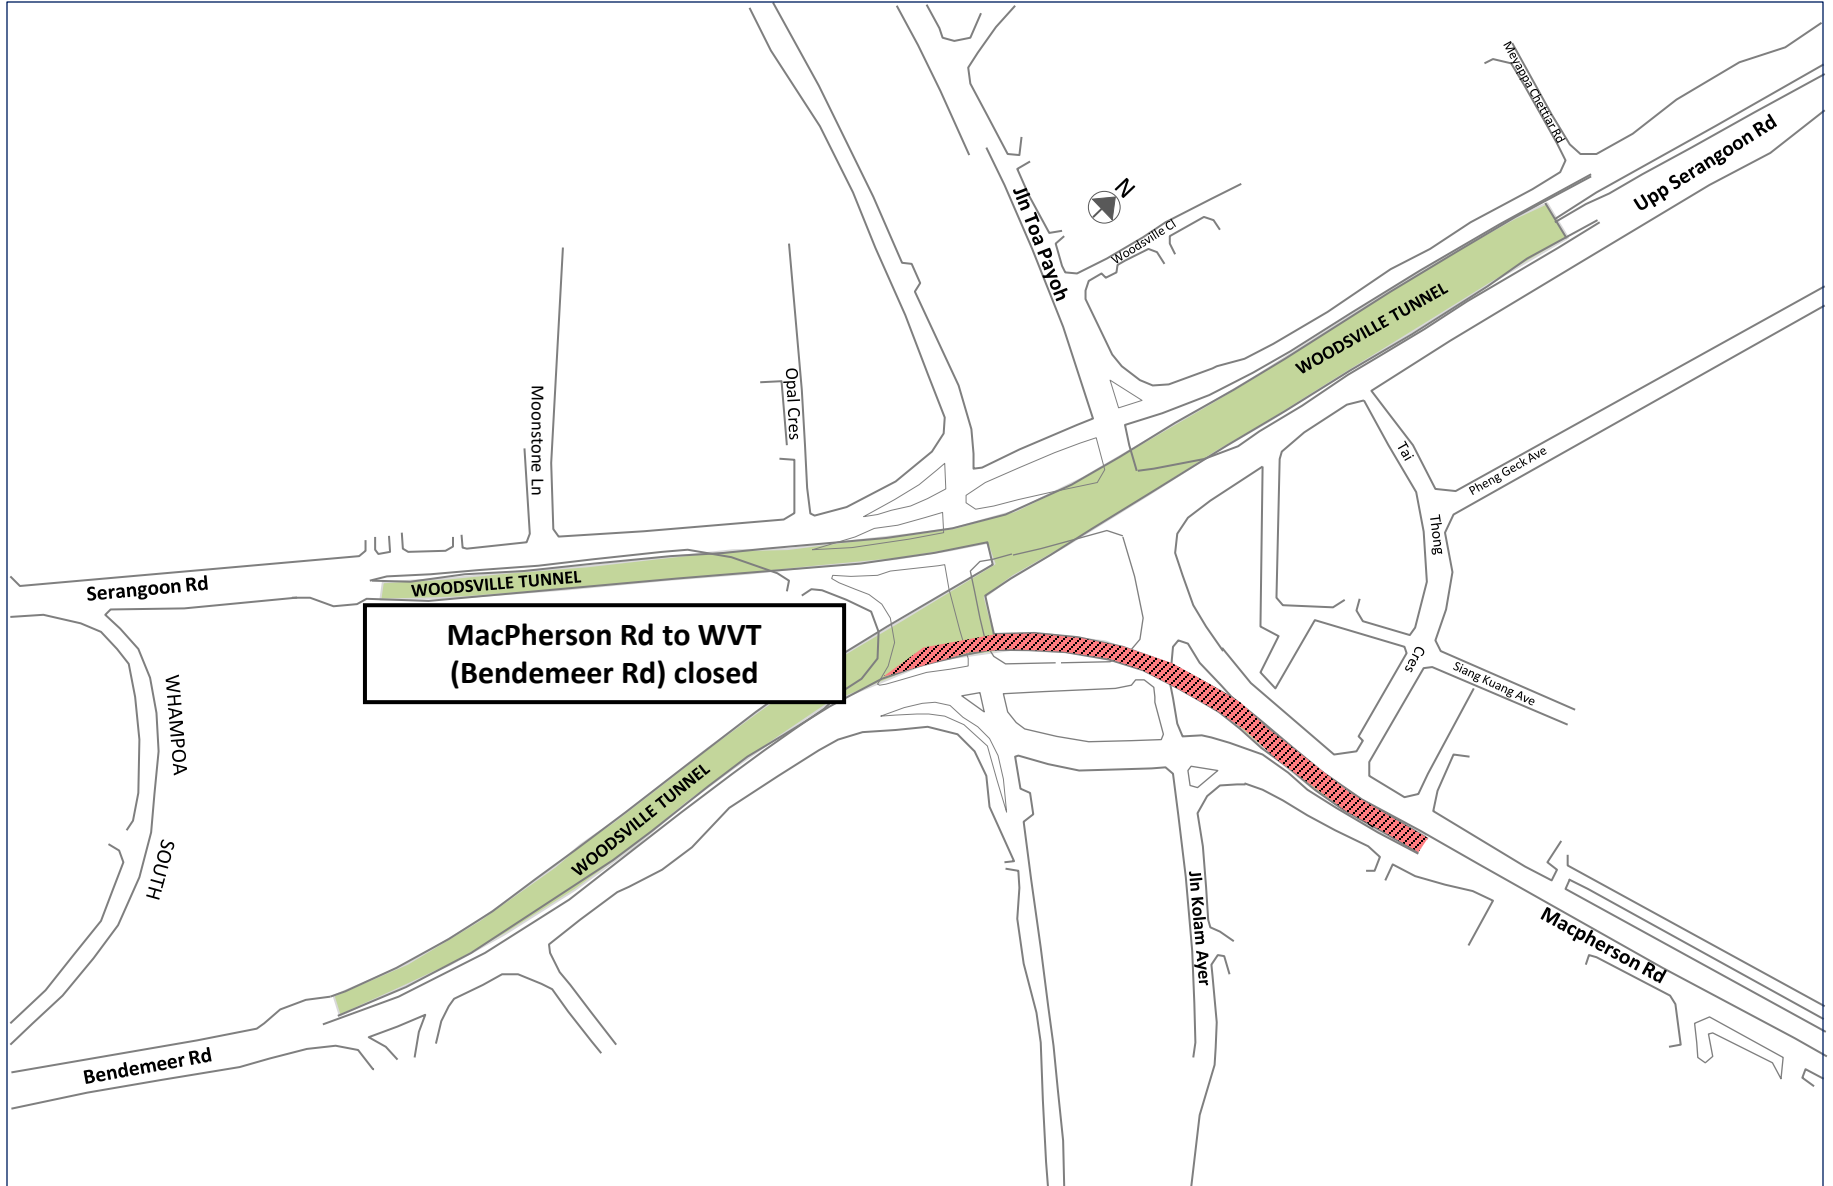 Meyappa Chettiar Rd
Upp Serangoon Rd
N
Jln Toa Payoh
Woodsville Cl
WOODSVILLE TUNNEL
Opal Cres
Moonstone Ln
Tai
Thong
Cres
Pheng Geck Ave
Serangoon Rd
WOODSVILLE TUNNEL
MacPherson Rd to WVT
(Bendemeer Rd) closed
Siang Kuang Ave
WHAMPOA
SOUTH
WOODSVILLE TUNNEL
Jln Kolam Ayer
Macpherson Rd
Bendemeer Rd